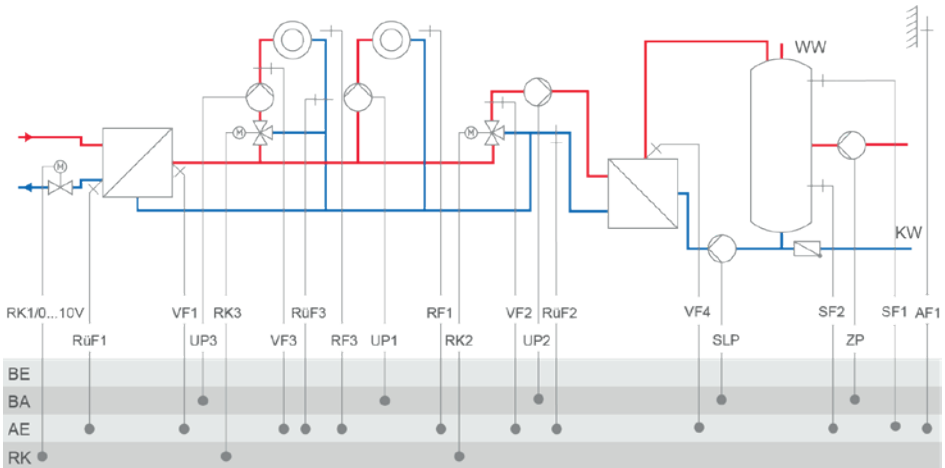 WW
M
M
M
KW
RK1/0...10V VF1 RK3 RüF3 RF1 VF2 RüF2 VF4 SF2 SF1 AF1
RüF1 UP3 VF3 RF3 UP1 RK2 UP2 SLP ZP
BE
BA
AE
RK